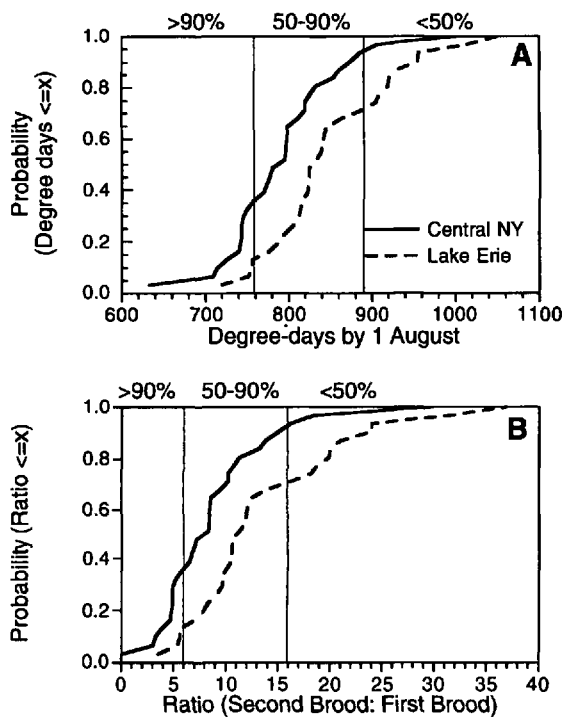 >90% 50-90% <50%
A
Probability
(Degree days <=x)
1.0
0.8
0.6
0.4
0.2
0.0
Central NY
Lake Erie
600 700 800 900 1000 1100
Degree-days by 1 August
>90% 50-90% <50%
B
Probability (Ratio <=x)
1.0
0.8
0.6
0.4
0.2
0.0
0 5 10 15 20 25 30 35 40
Ratio (Second Brood: First Brood)